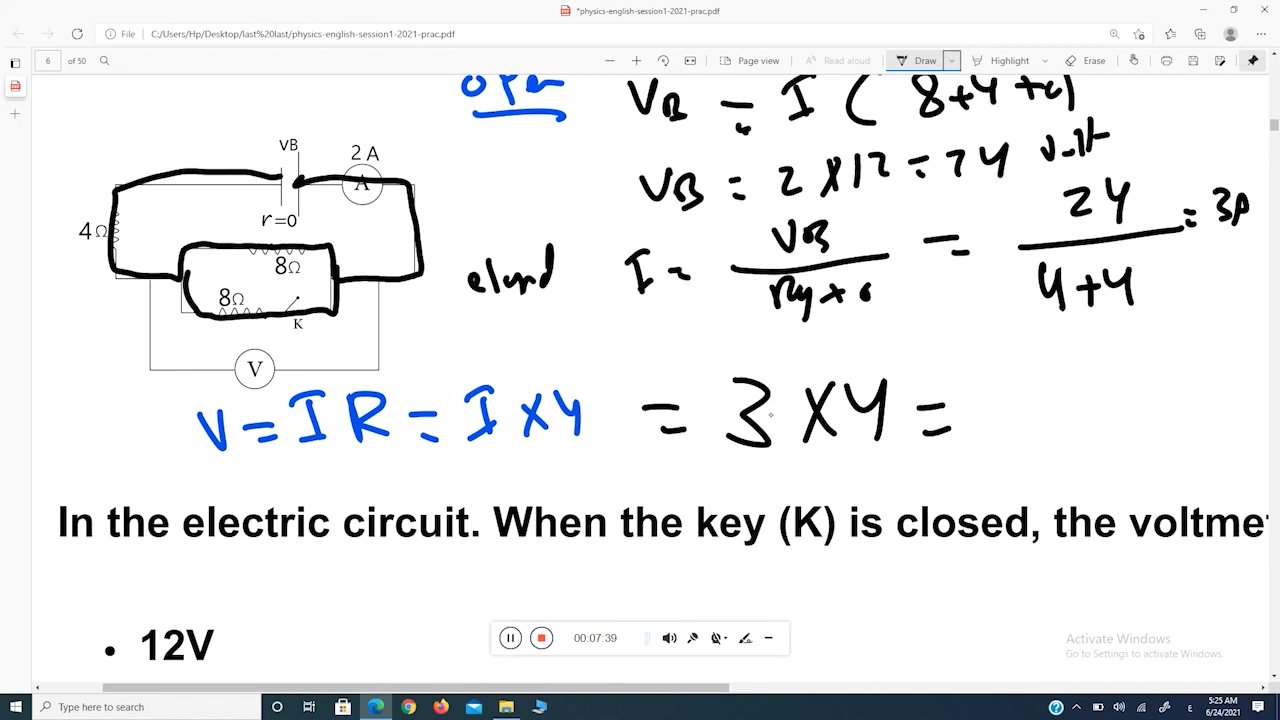 *physics-english-session1-2021-prac.pdf
File C:/Users/Hp/Desktop/last%20last/physics-english-session1-2021-prac.pdf
6 of 50 Page view Read aloud Draw Highlight Erase
open VB = I (8+4+0)
VB = 2 X 12 = 24 volt
VB
2 A
A
r=0
4Ω
8Ω
8Ω
K
V
I = VB = 24 = 3A
Req + 4+4
V = I R = I X 4 = 3 X 4 =
In the electric circuit. When the key (K) is closed, the voltme
• 12V
00:07:39
Activate Windows
Go to Settings to activate Windows.
Type here to search
5:25 AM
6/24/2021